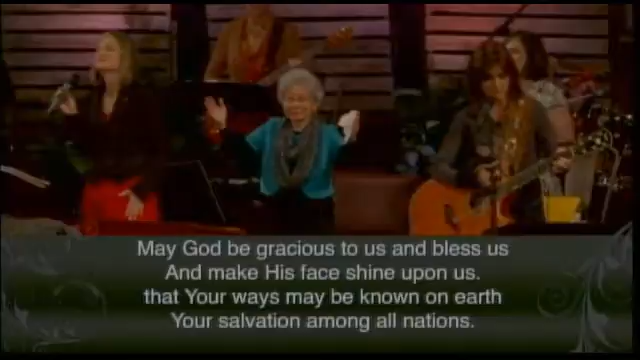 May God be gracious to us and bless us
And make His face shine upon us.
that Your ways may be known on earth
Your salvation among all nations.